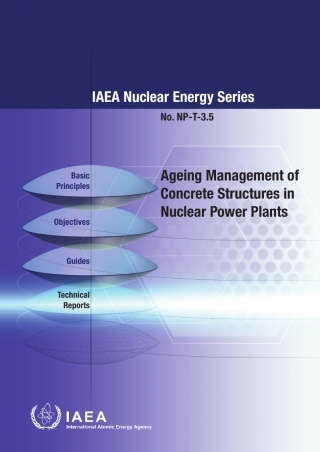 IAEA Nuclear Energy Series
No. NP-T-3.5
Basic
Principles
Ageing Management of
Concrete Structures in
Nuclear Power Plants
Objectives
Guides
Technical
Reports
IAEA
International Atomic Energy Agency